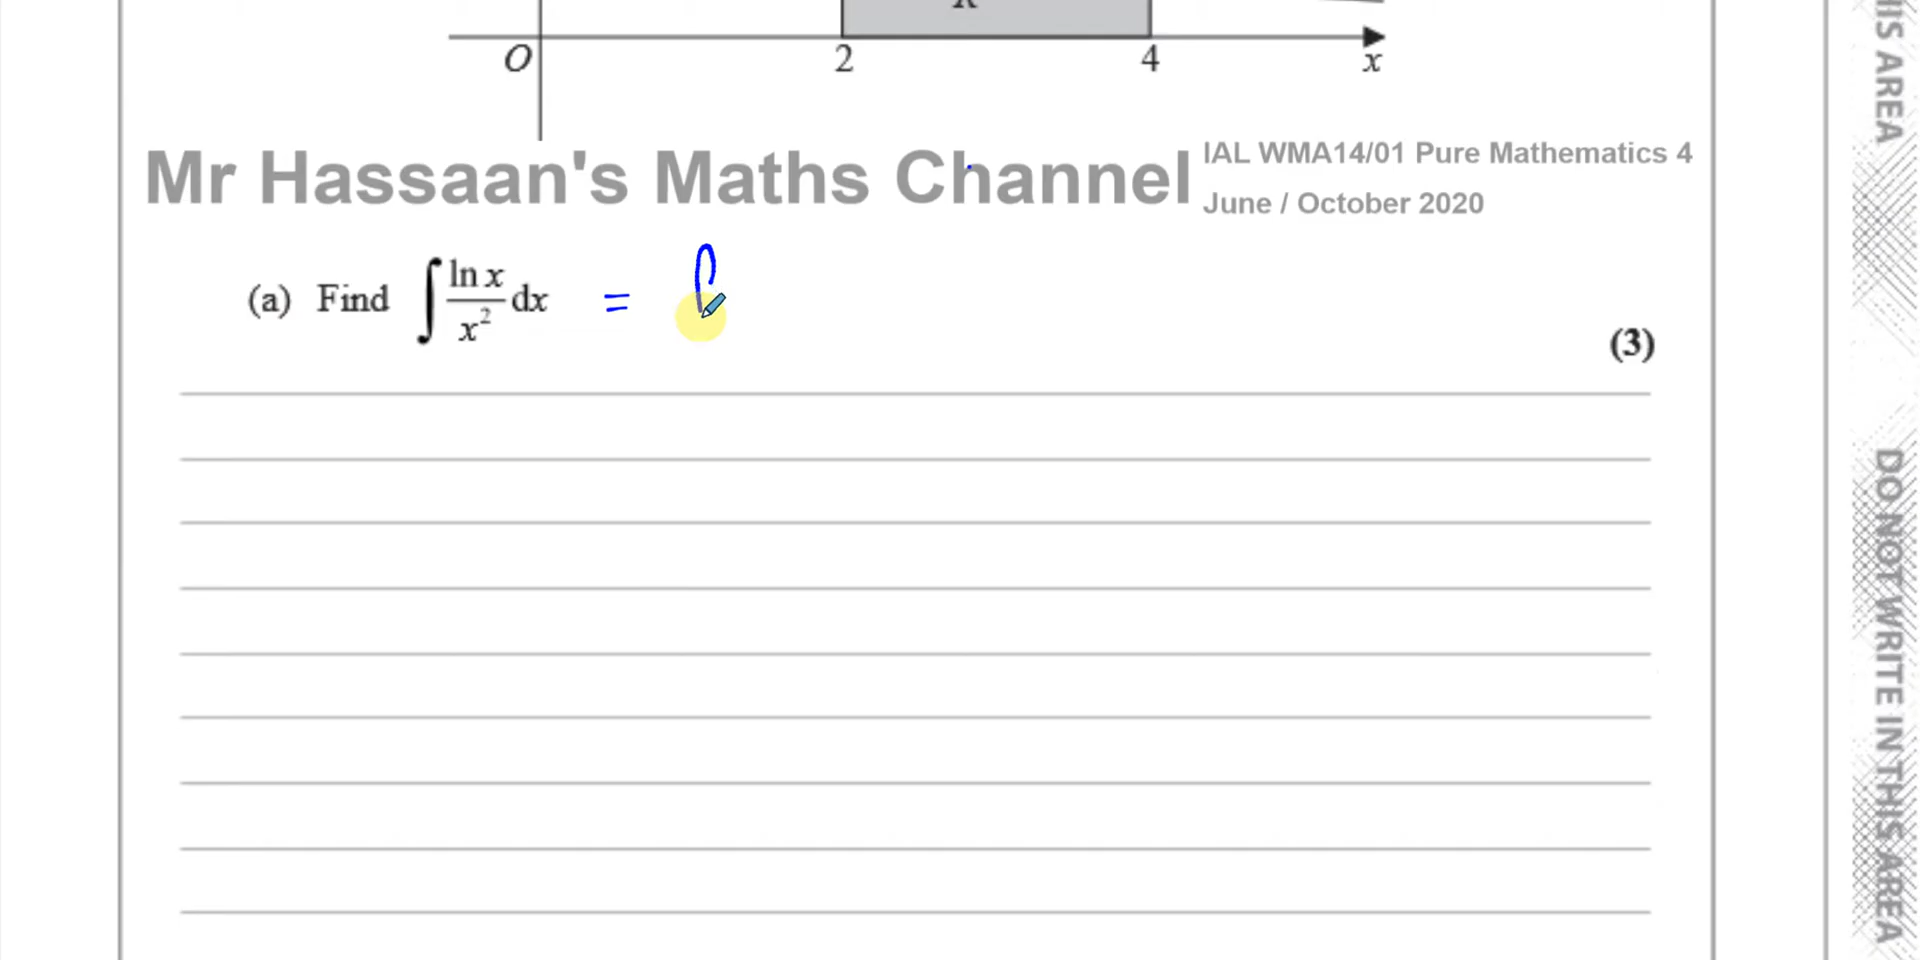 O 2 4 x
Mr Hassaan's Maths Channel
IAL WMA14/01 Pure Mathematics 4
June / October 2020
(a) Find ∫ ln x / x² dx =
(3)
HIS AREA
DO NOT WRITE IN THIS AREA